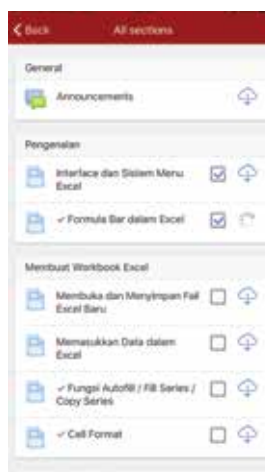 Back All sections
General
Announcements
Pengenalan
Interface dan Sistem Menu
Excel
✓ Formula Bar dalam Excel
Membuat Workbook Excel
Membuka dan Menyimpan Fail
Excel Baru
Memasukkan Data dalam
Excel
✓ Fungsi Autofill / Fill Series /
Copy Series
✓ Cell Format